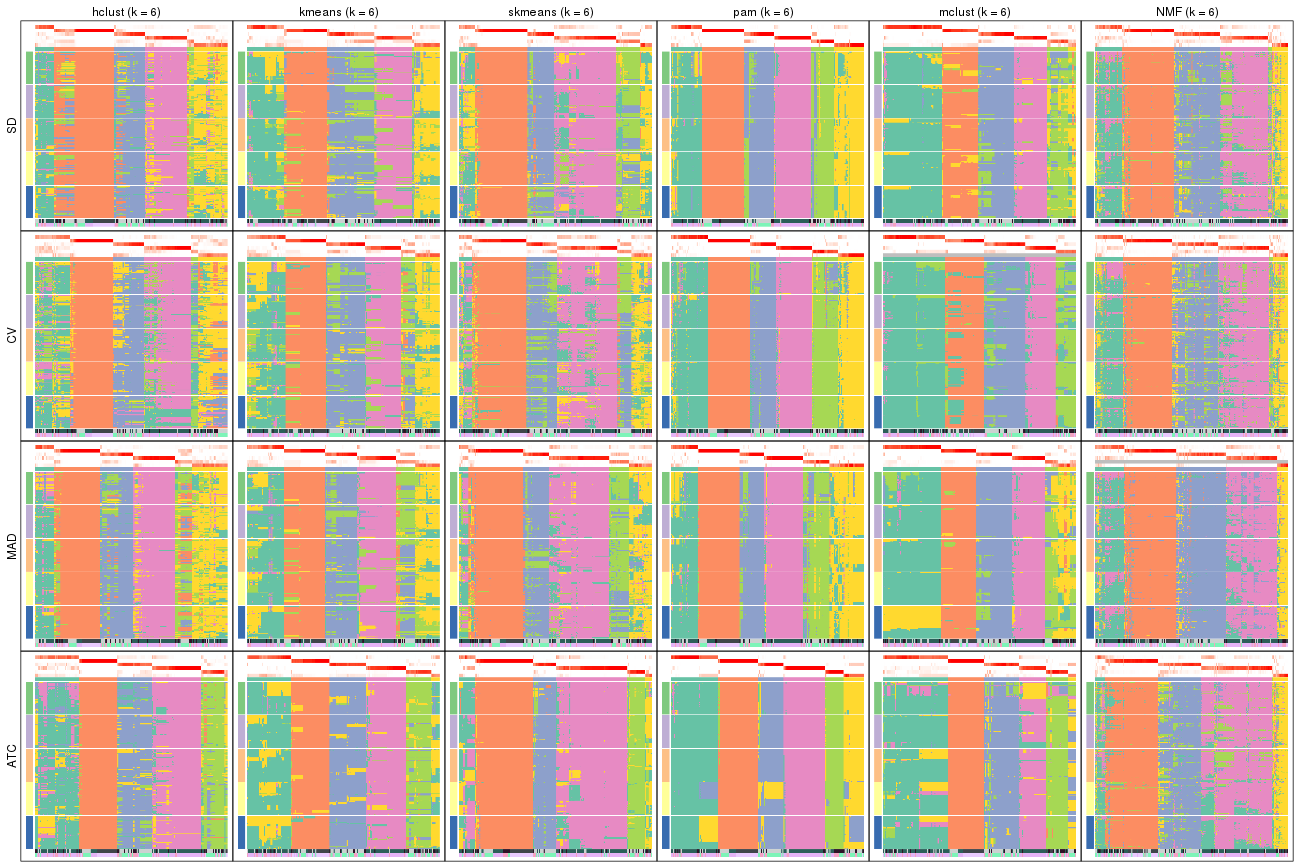 hclust (k = 6) kmeans (k = 6) skmeans (k = 6) pam (k = 6) mclust (k = 6) NMF (k = 6)
SD
CV
MAD
ATC